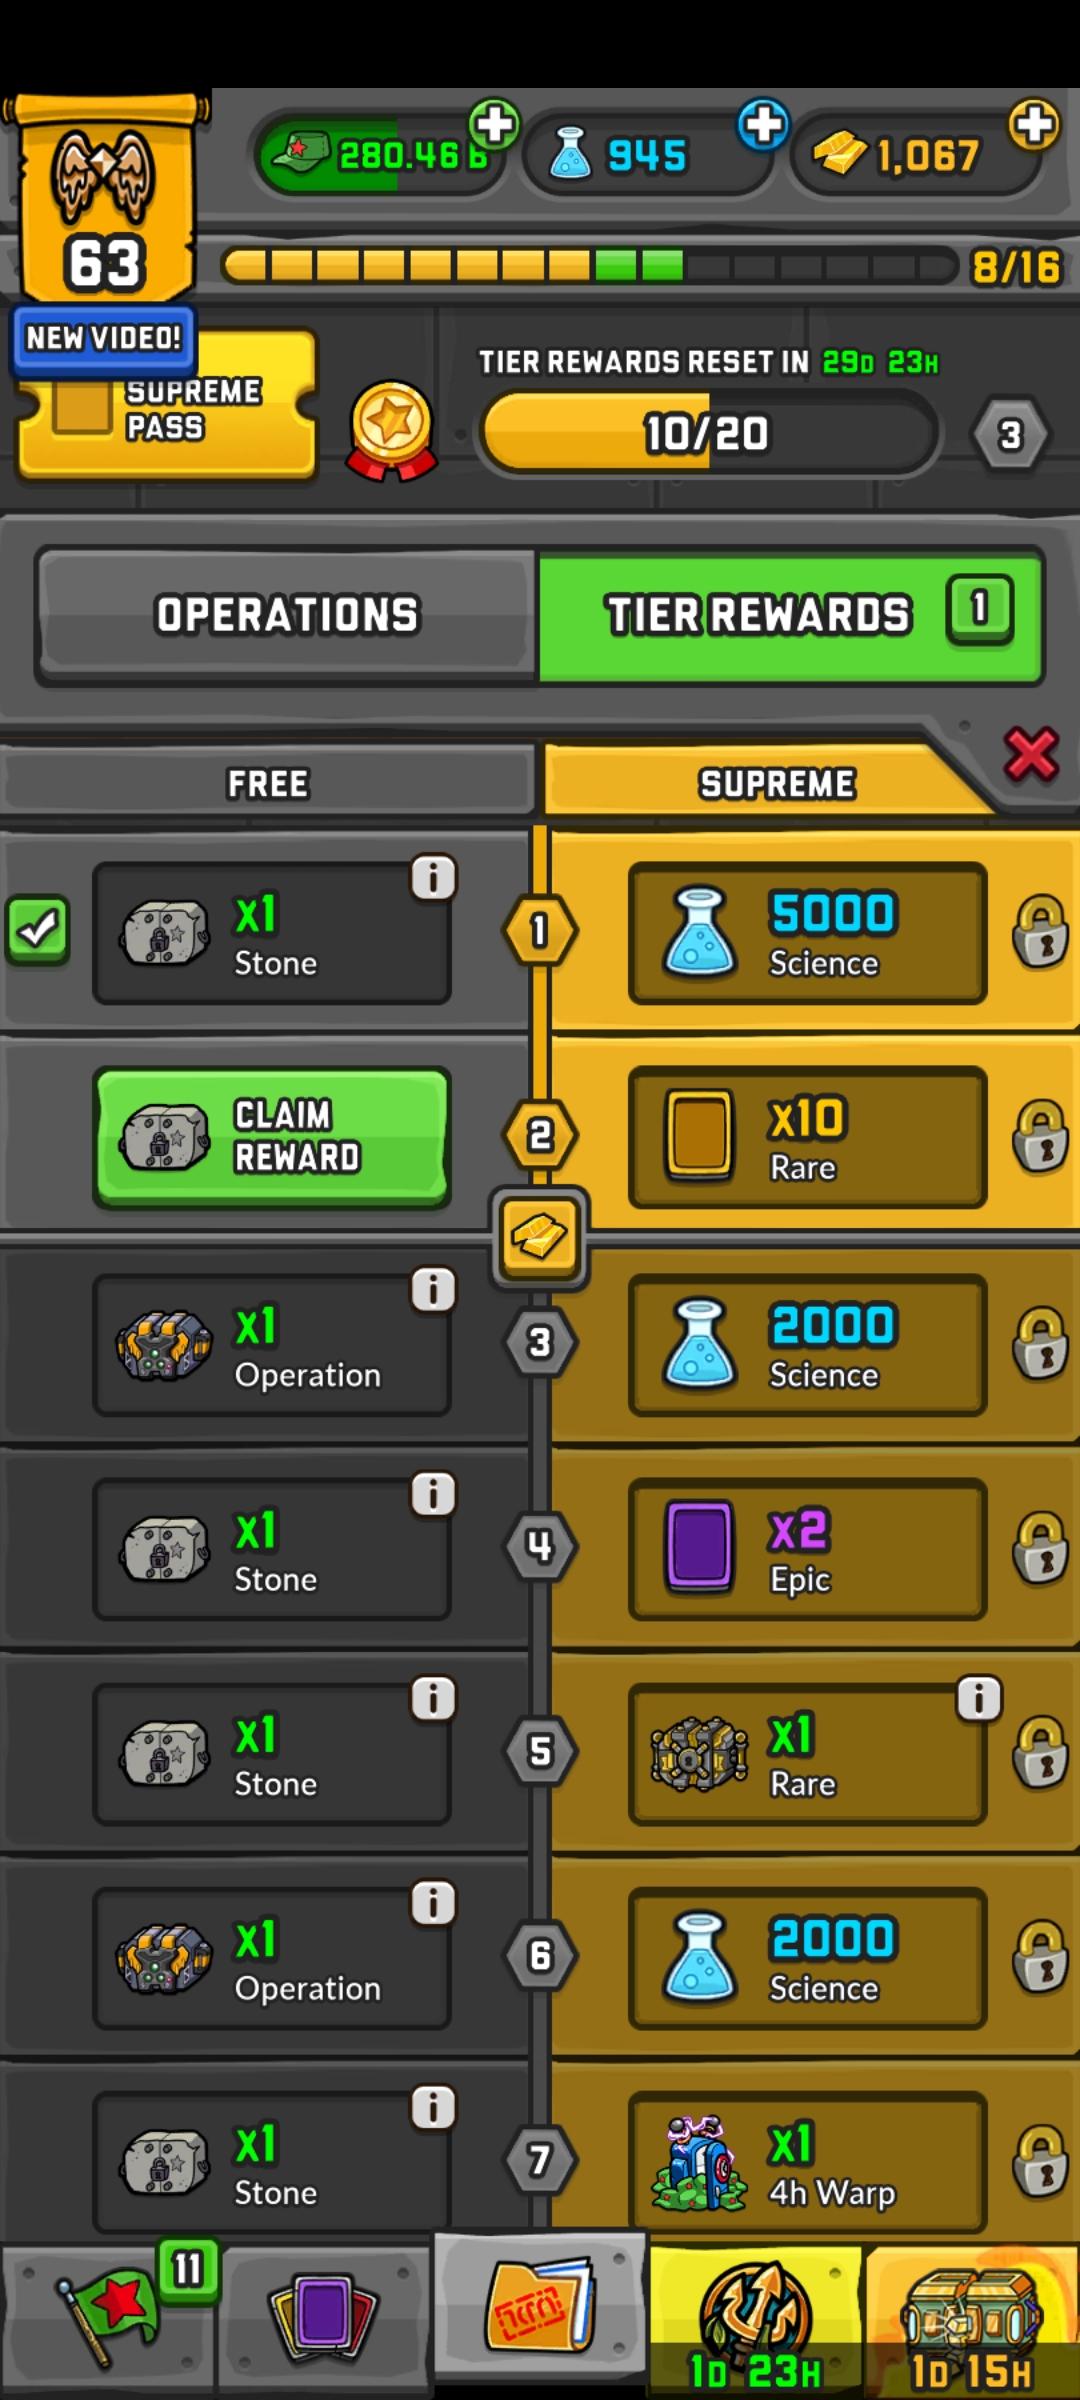 280.46 B
945
1,067
63
8/16
NEW VIDEO!
SUPREME
PASS
TIER REWARDS RESET IN 29D 23H
10/20
3
OPERATIONS
TIER REWARDS
1
FREE
SUPREME
x1
Stone
1
5000
Science
CLAIM
REWARD
2
x10
Rare
x1
Operation
3
2000
Science
x1
Stone
4
x2
Epic
x1
Stone
5
x1
Rare
x1
Operation
6
2000
Science
x1
Stone
7
x1
4h Warp
11
1D 23H
1D 15H